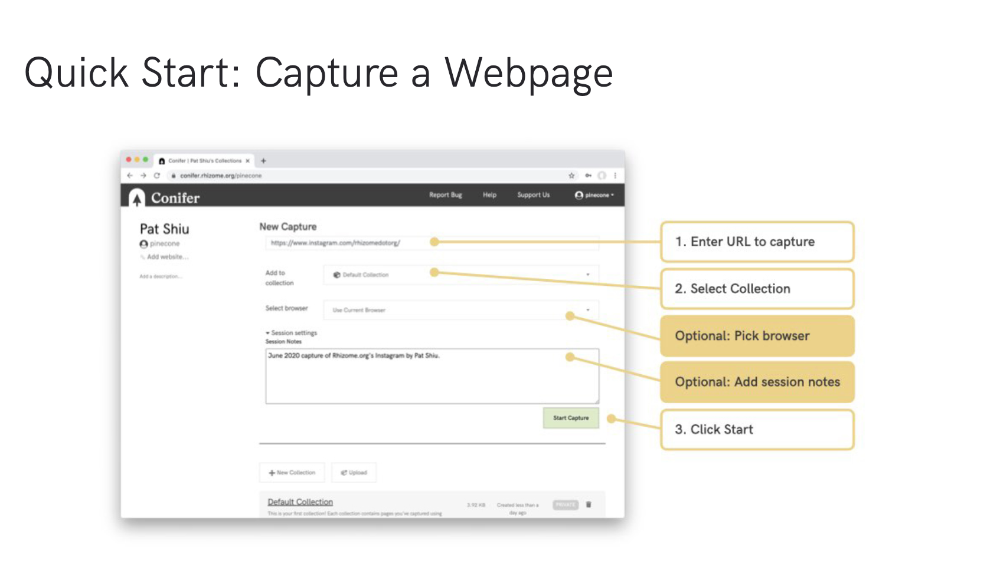 Quick Start: Capture a Webpage
Conifer | Pat Shiu's Collections
conifer.rhizome.org/pinecone
Conifer
Report Bug
Help
Support Us
pinecone
Pat Shiu
pinecone
Add website...
Add a description...
New Capture
https://www.instagram.com/rhizomedotorg/
Add to
collection
Default Collection
Select browser
Use Current Browser
Session settings
Session Notes
June 2020 capture of Rhizome.org's Instagram by Pat Shiu.
Start Capture
New Collection
Upload
Default Collection
3.92 KB
Created less than a
day ago
PRIVATE
This is your first collection! Each collection contains pages you've captured using
1. Enter URL to capture
2. Select Collection
Optional: Pick browser
Optional: Add session notes
3. Click Start